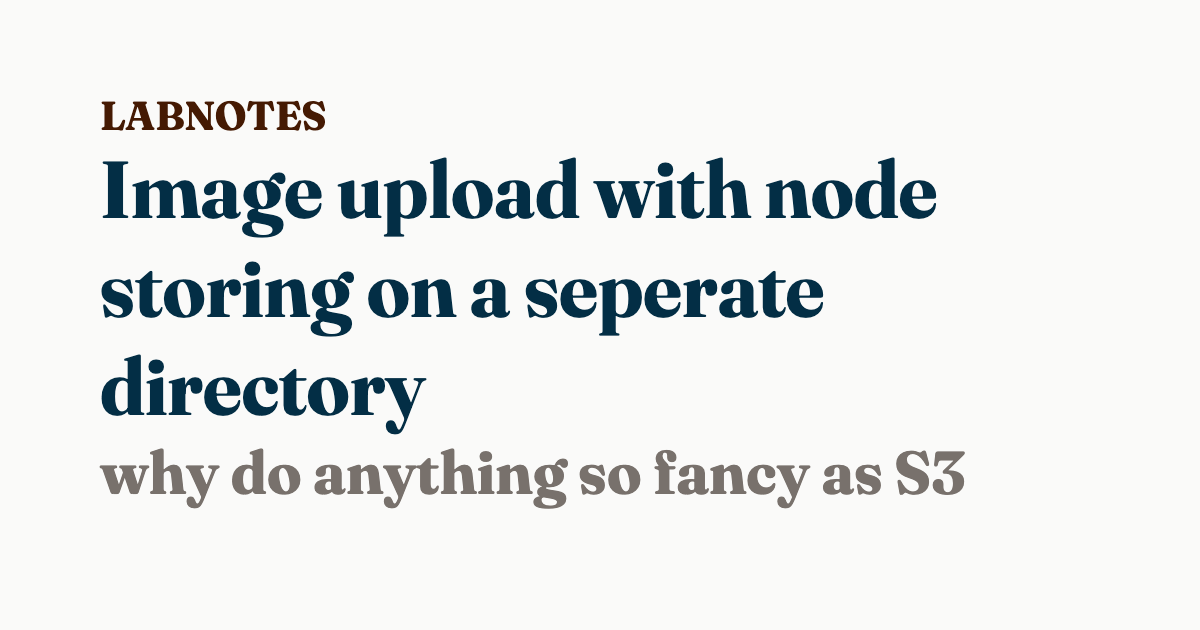 LABNOTES
Image upload with node
storing on a seperate
directory
why do anything so fancy as S3